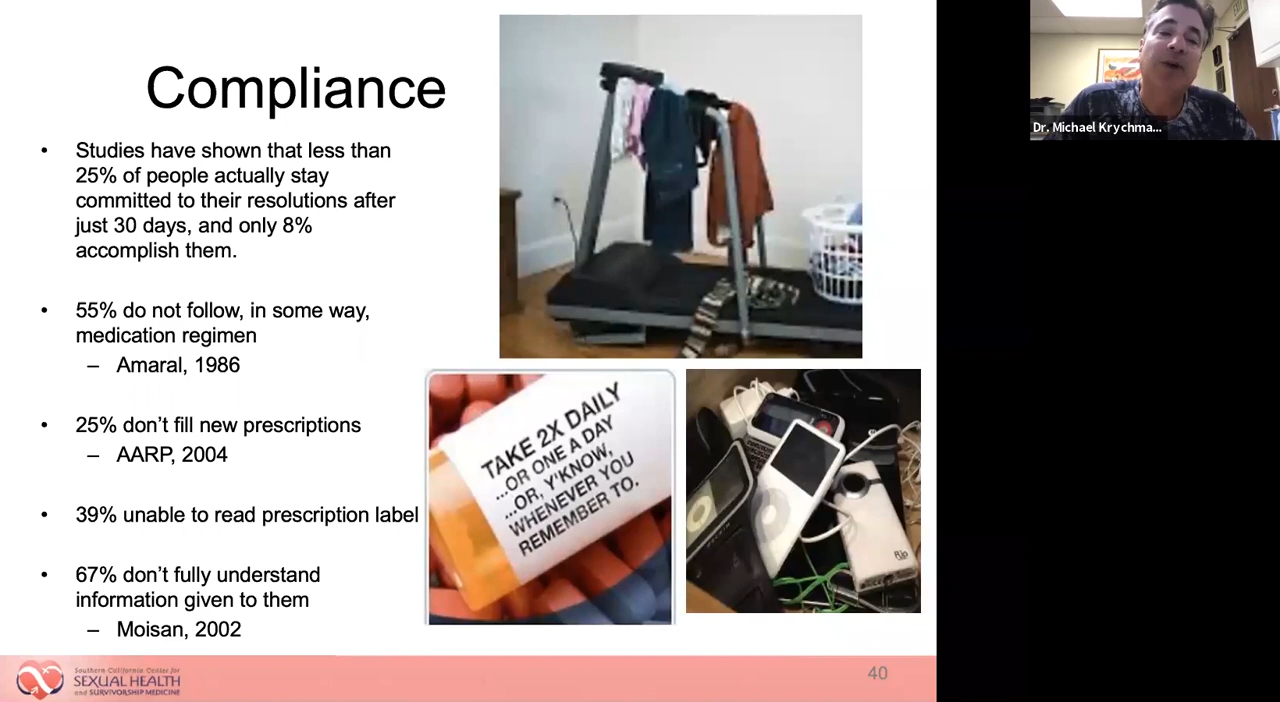 Compliance
• Studies have shown that less than
25% of people actually stay
committed to their resolutions after
just 30 days, and only 8%
accomplish them.
• 55% do not follow, in some way,
medication regimen
– Amaral, 1986
• 25% don’t fill new prescriptions
– AARP, 2004
• 39% unable to read prescription label
• 67% don’t fully understand
information given to them
– Moisan, 2002
TAKE 2X DAILY
...OR ONE A DAY
...OR, Y'KNOW,
WHENEVER YOU
REMEMBER TO.
flip
Southern California Center for
SEXUAL HEALTH
and SURVIVORSHIP MEDICINE
40
Dr. Michael Krychma...